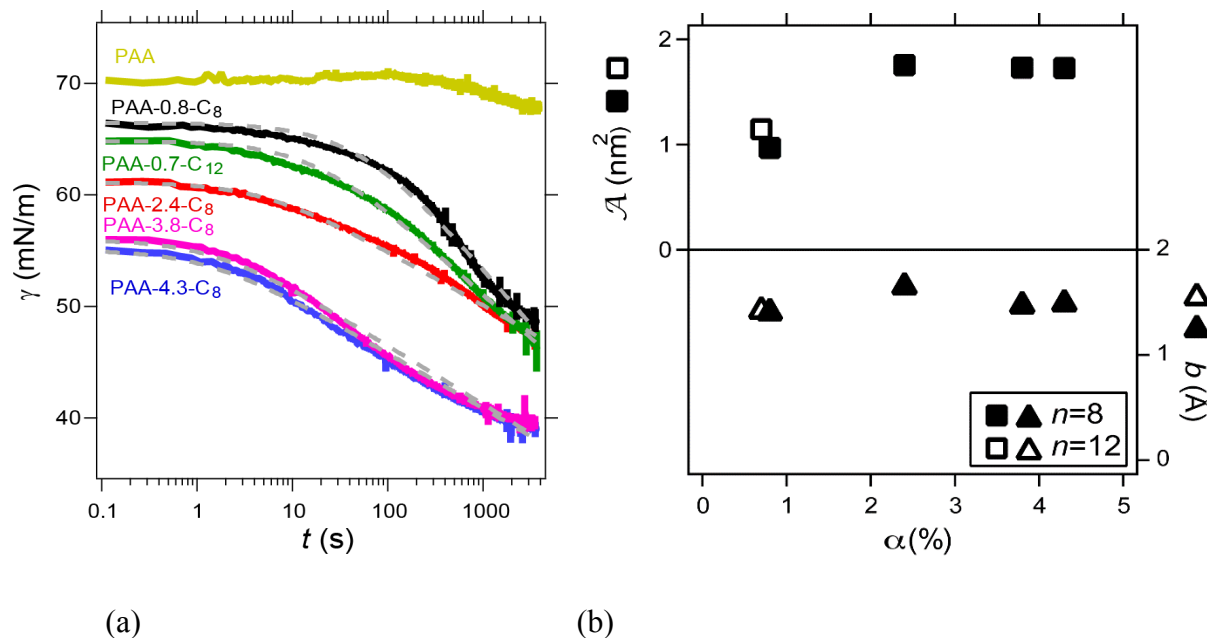 PAA
PAA-0.8-C8
PAA-0.7-C12
PAA-2.4-C8
PAA-3.8-C8
PAA-4.3-C8
γ (mN/m)
70
60
50
40
0.1 1 10 100 1000
t (s)
(a)
𝒜 (nm2)
2
1
0
2
1
0
b (Å)
n=8
n=12
0 1 2 3 4 5
α(%)
(b)